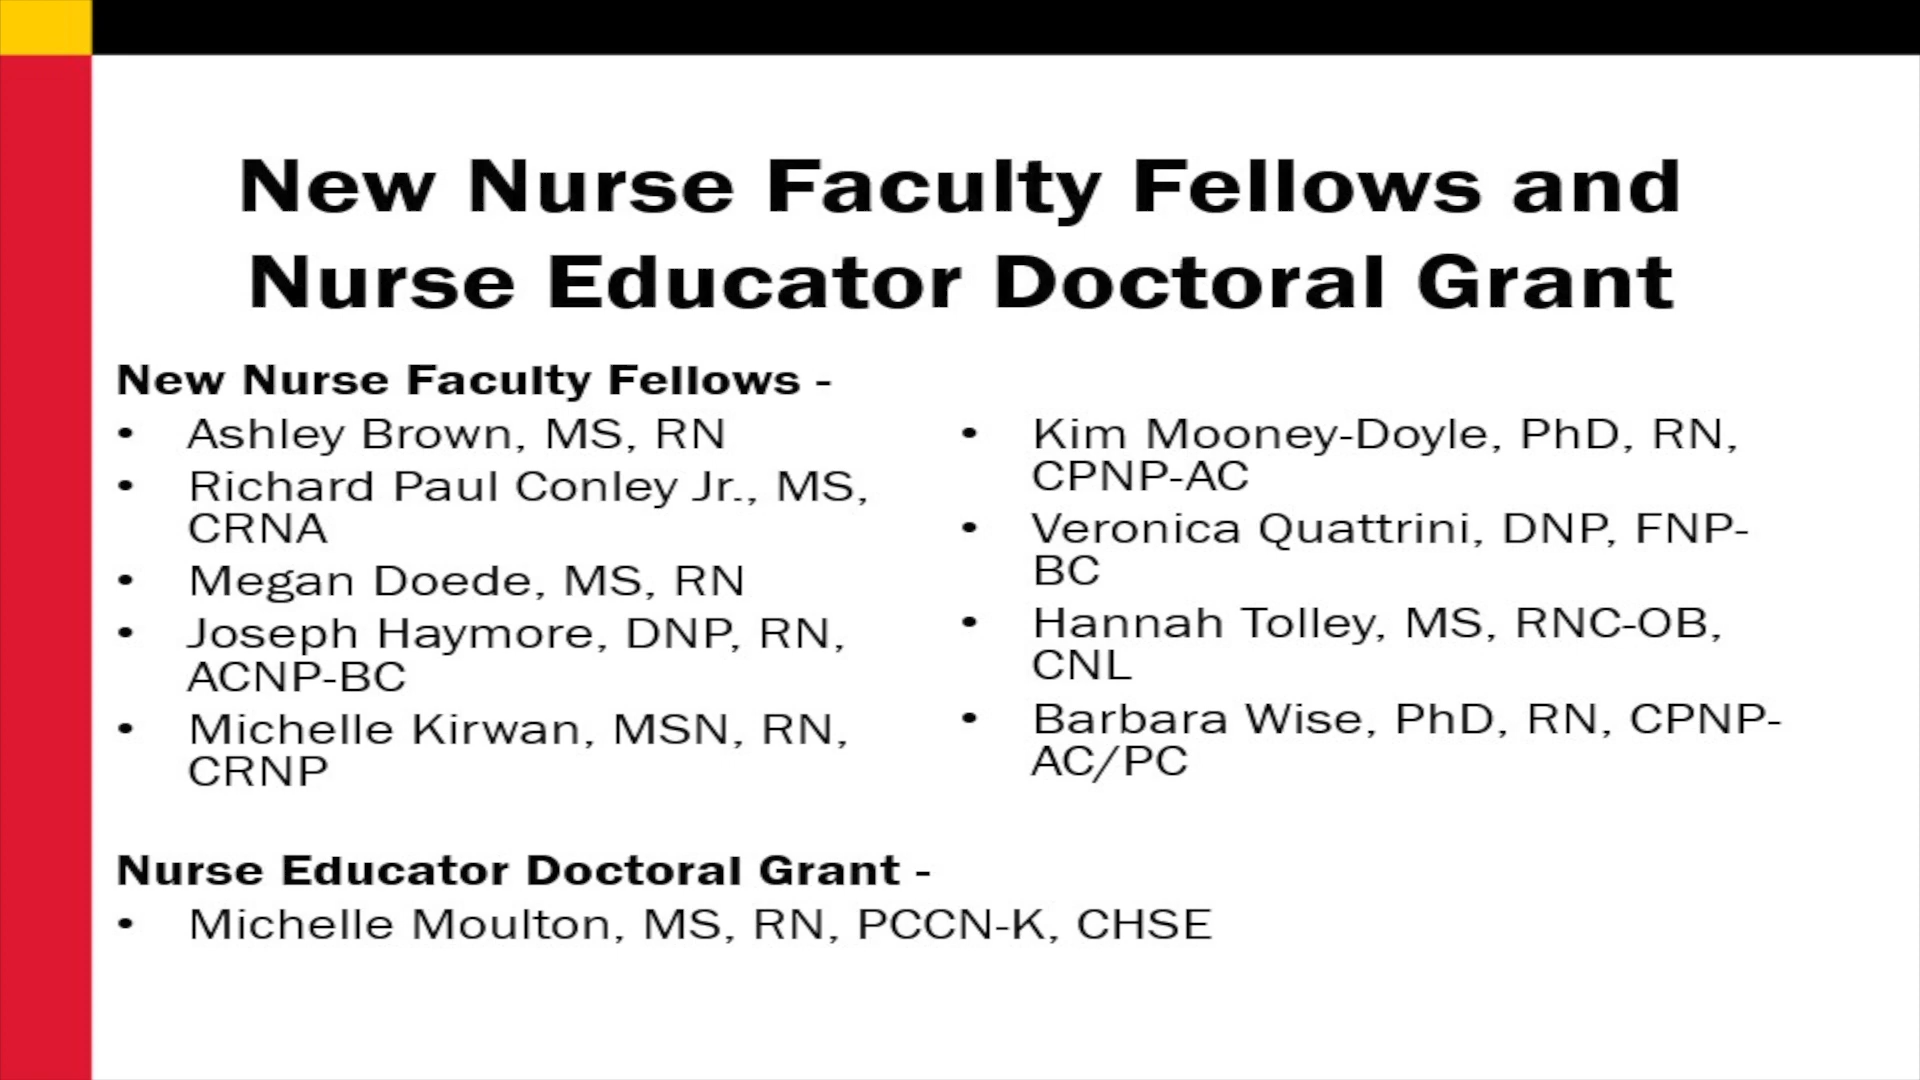 New Nurse Faculty Fellows and
Nurse Educator Doctoral Grant
New Nurse Faculty Fellows -
• Ashley Brown, MS, RN
• Richard Paul Conley Jr., MS,
CRNA
• Megan Doede, MS, RN
• Joseph Haymore, DNP, RN,
ACNP-BC
• Michelle Kirwan, MSN, RN,
CRNP
• Kim Mooney-Doyle, PhD, RN,
CPNP-AC
• Veronica Quattrini, DNP, FNP-
BC
• Hannah Tolley, MS, RNC-OB,
CNL
• Barbara Wise, PhD, RN, CPNP-
AC/PC
Nurse Educator Doctoral Grant -
• Michelle Moulton, MS, RN, PCCN-K, CHSE